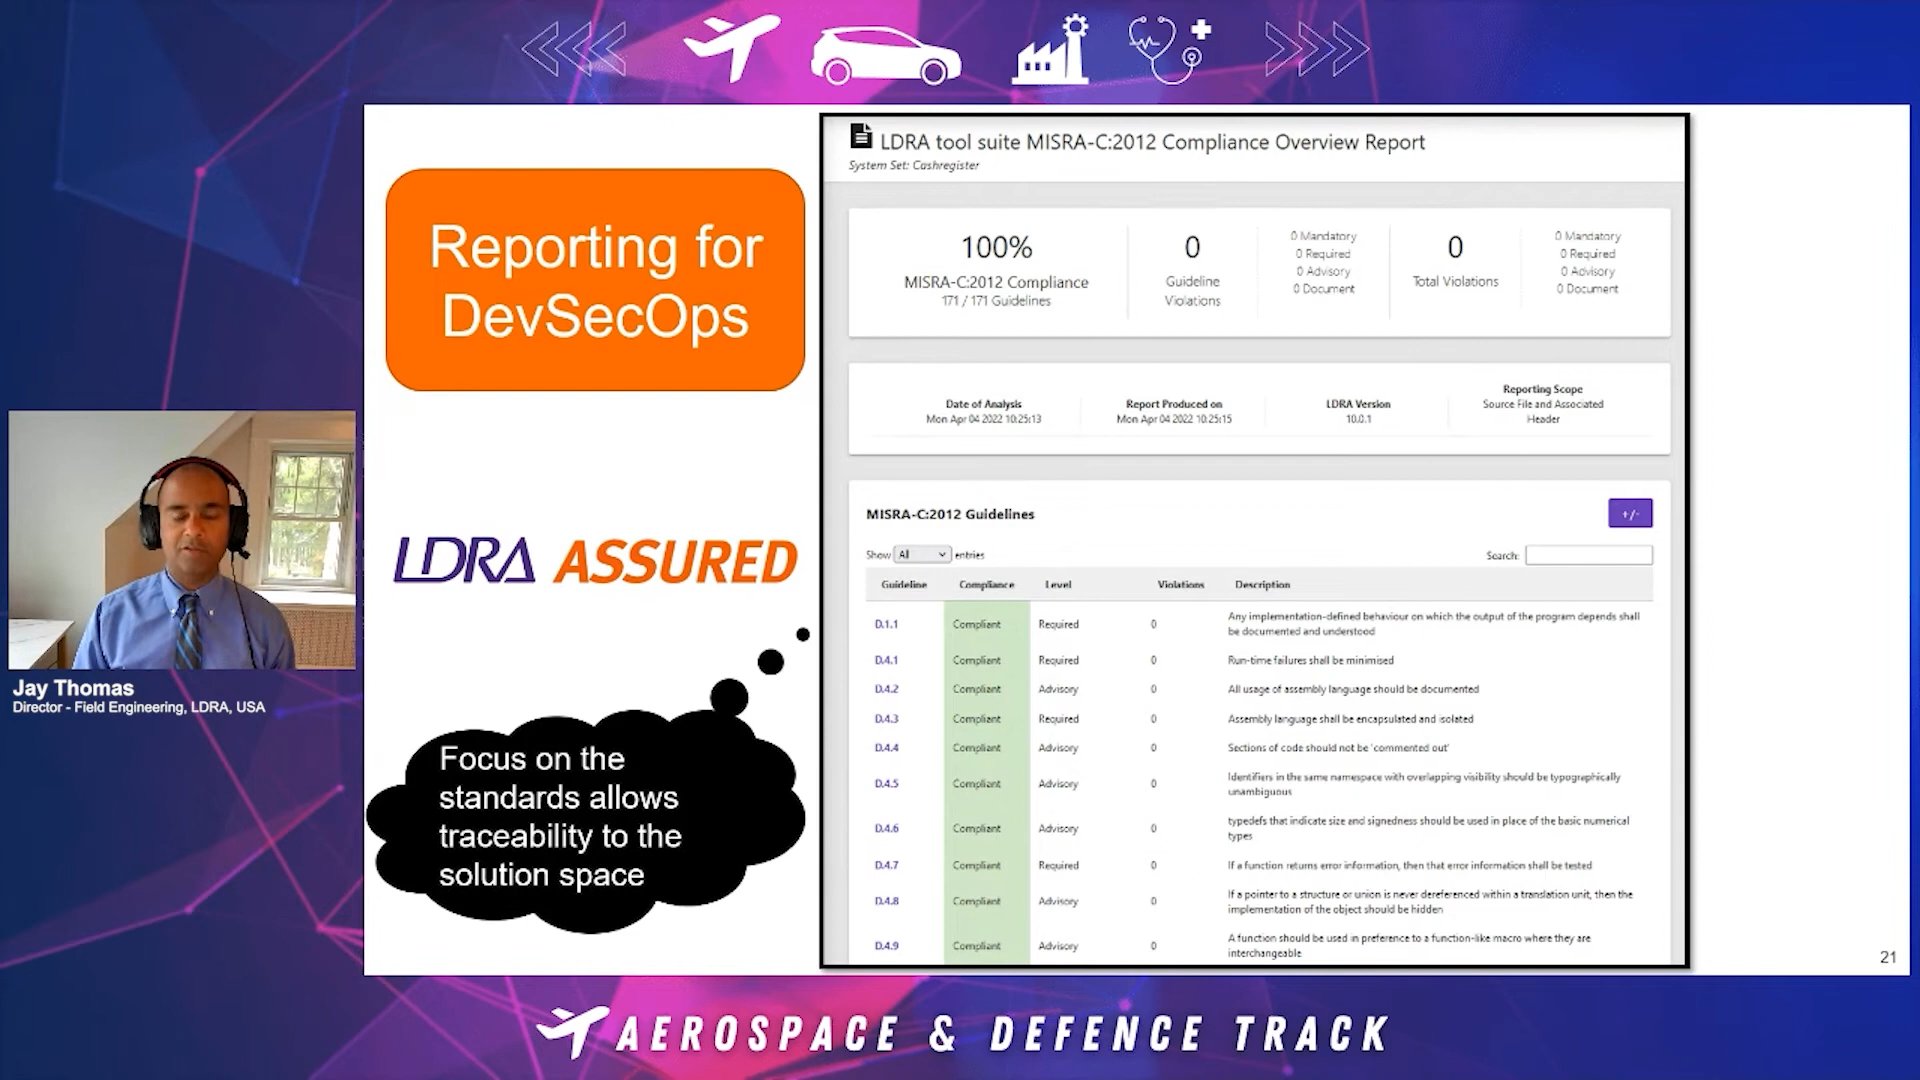 Reporting for
DevSecOps
LDRA ASSURED
Focus on the
standards allows
traceability to the
solution space
Jay Thomas
Director - Field Engineering, LDRA, USA
LDRA tool suite MISRA-C:2012 Compliance Overview Report
System Set: Cashregister
100%
MISRA-C:2012 Compliance
171 / 171 Guidelines
0
Guideline
Violations
0 Mandatory
0 Required
0 Advisory
0 Document
0
Total Violations
0 Mandatory
0 Required
0 Advisory
0 Document
Date of Analysis
Mon Apr 04 2022 10:25:13
Report Produced on
Mon Apr 04 2022 10:25:15
LDRA Version
10.0.1
Reporting Scope
Source File and Associated
Header
MISRA-C:2012 Guidelines
+/-
Show All entries
Search:
Guideline Compliance Level Violations Description
D.1.1 Compliant Required 0 Any implementation-defined behaviour on which the output of the program depends shall
be documented and understood
D.4.1 Compliant Required 0 Run-time failures shall be minimised
D.4.2 Compliant Advisory 0 All usage of assembly language should be documented
D.4.3 Compliant Required 0 Assembly language shall be encapsulated and isolated
D.4.4 Compliant Advisory 0 Sections of code should not be 'commented out'
D.4.5 Compliant Advisory 0 Identifiers in the same namespace with overlapping visibility should be typographically
unambiguous
D.4.6 Compliant Advisory 0 typedefs that indicate size and signedness should be used in place of the basic numerical
types
D.4.7 Compliant Required 0 If a function returns error information, then that error information shall be tested
D.4.8 Compliant Advisory 0 If a pointer to a structure or union is never dereferenced within a translation unit, then the
implementation of the object should be hidden
D.4.9 Compliant Advisory 0 A function should be used in preference to a function-like macro where they are
interchangeable
21
AEROSPACE & DEFENCE TRACK